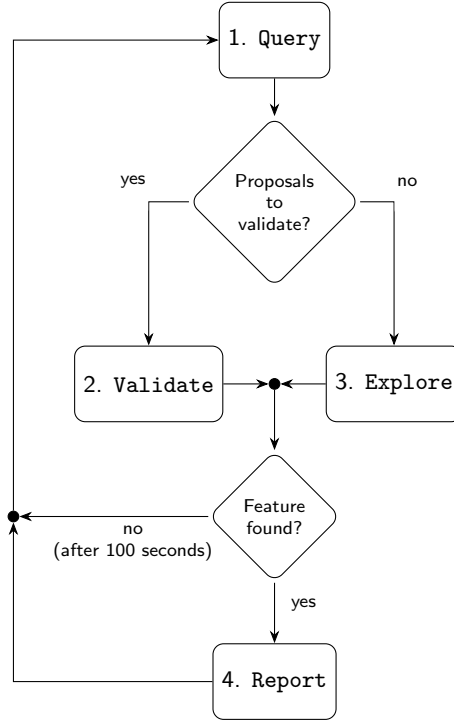 1. Query
Proposals
to
validate?
yes
no
2. Validate
3. Explore
Feature
found?
no
(after 100 seconds)
yes
4. Report